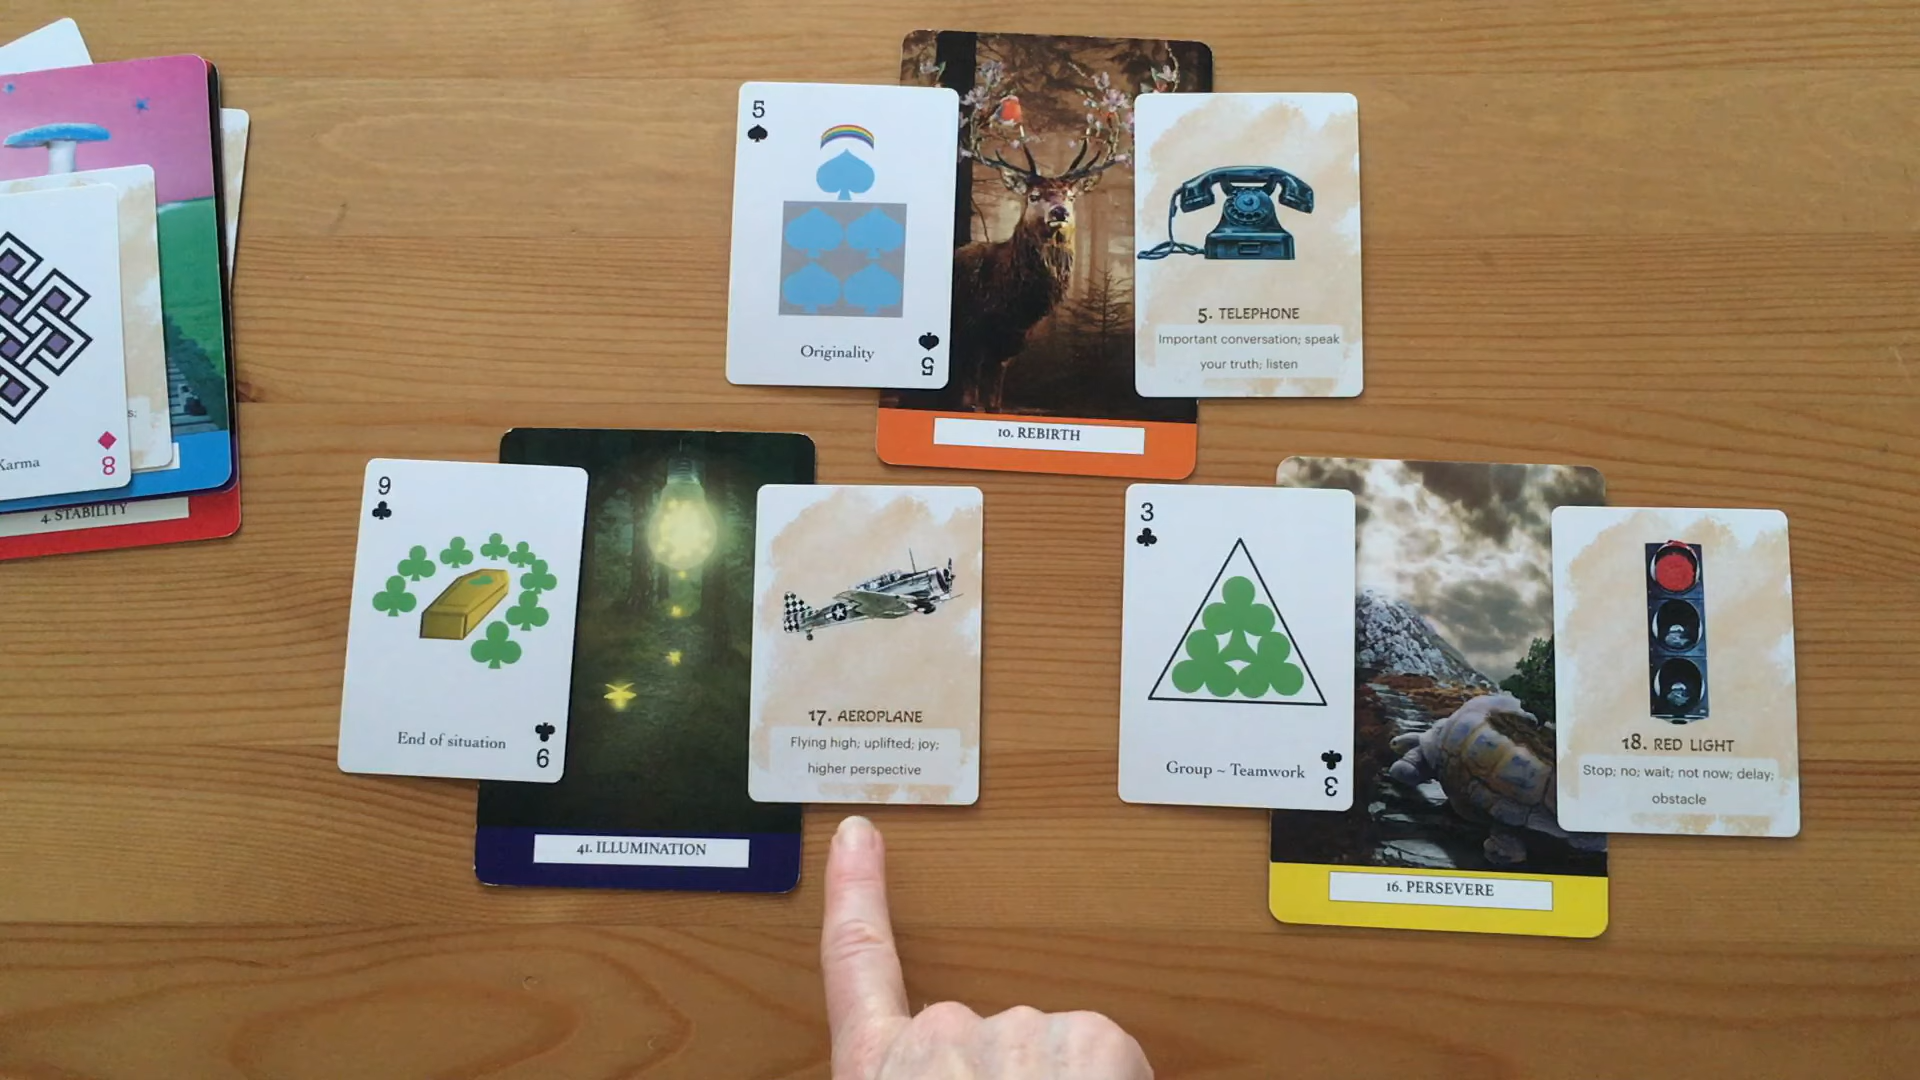 5
Originality
5
10. REBIRTH
5. TELEPHONE
Important conversation; speak
your truth; listen
Karma
8
4 STABILITY
9
End of situation
9
41. ILLUMINATION
17. AEROPLANE
Flying high; uplifted; joy;
higher perspective
3
Group ~ Teamwork
3
16. PERSEVERE
18. RED LIGHT
Stop; no; wait; not now; delay;
obstacle